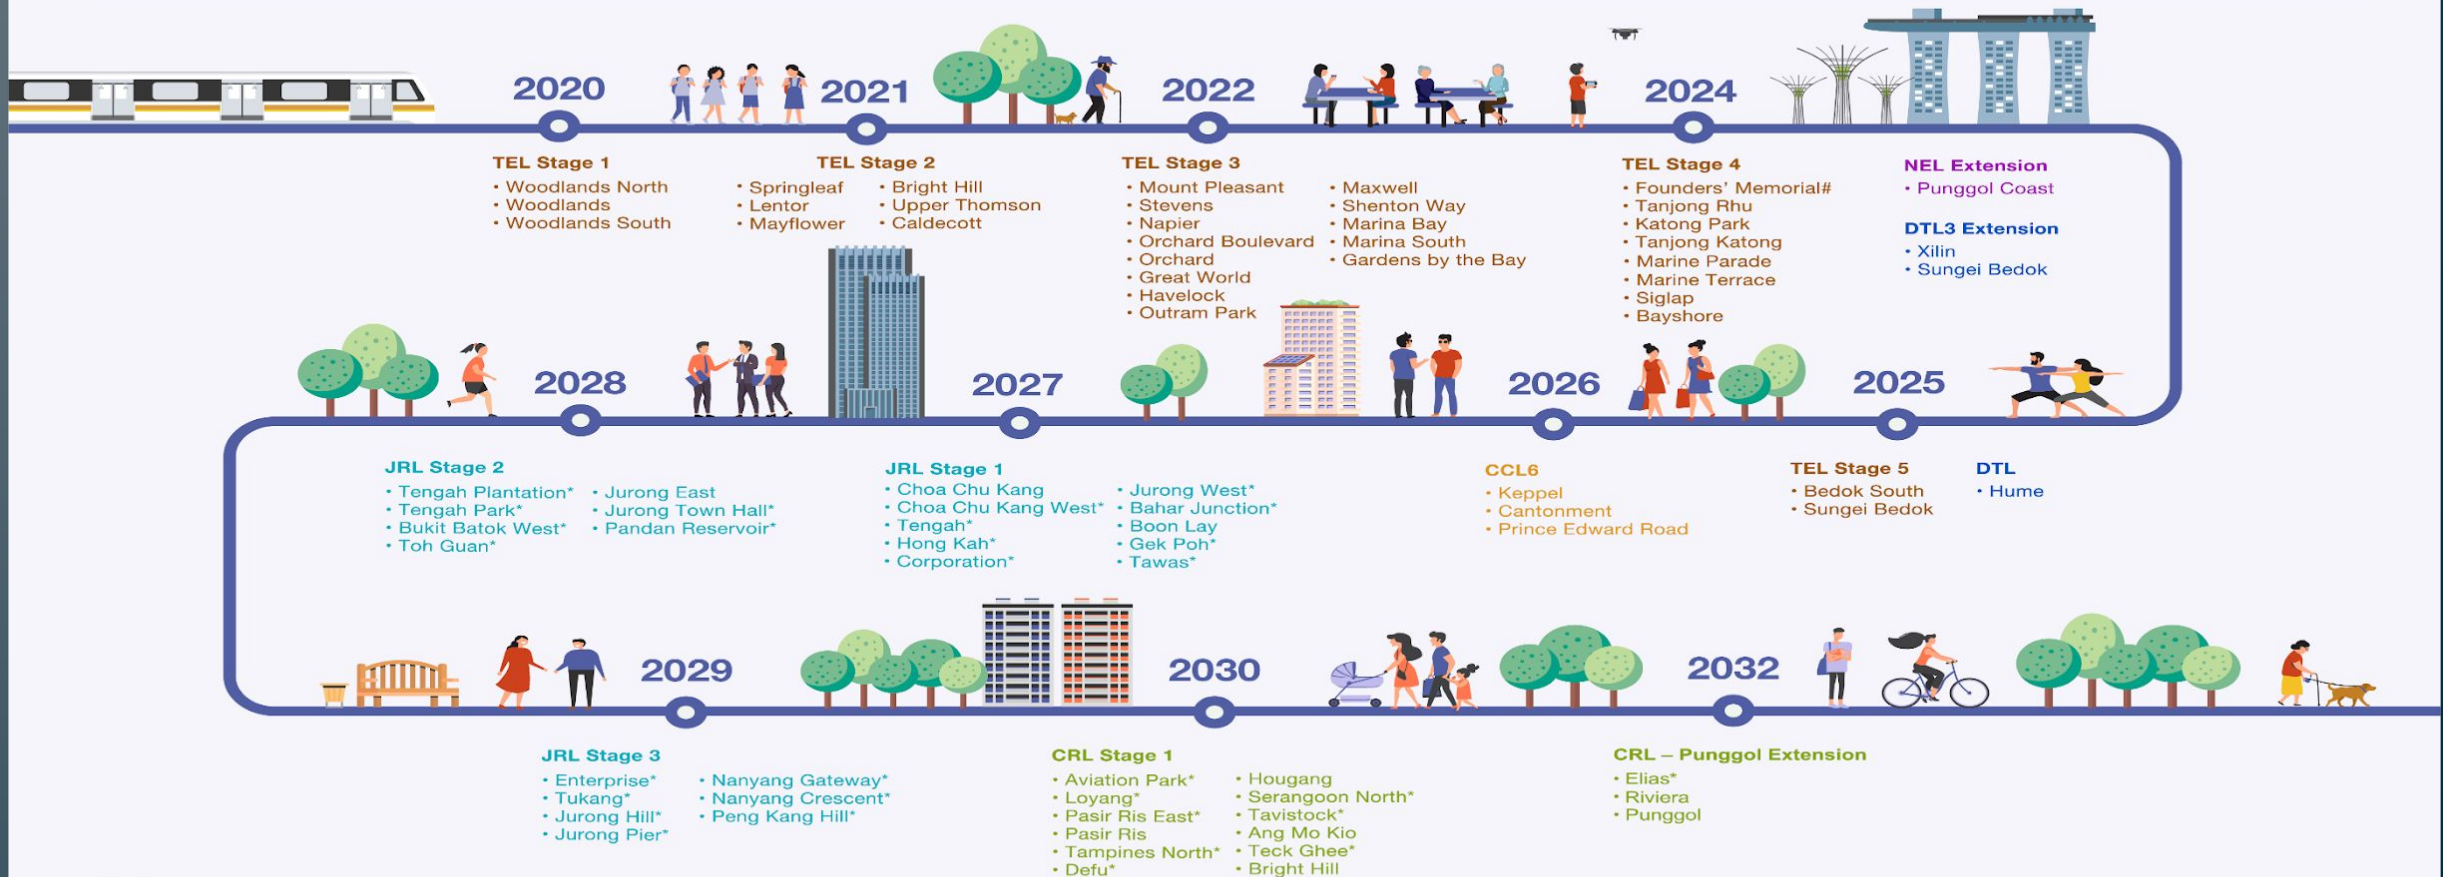 2020
2021
2022
2024
TEL Stage 1
• Woodlands North
• Woodlands
• Woodlands South
TEL Stage 2
• Springleaf
• Lentor
• Mayflower
• Bright Hill
• Upper Thomson
• Caldecott
TEL Stage 3
• Mount Pleasant
• Stevens
• Napier
• Orchard Boulevard
• Orchard
• Great World
• Havelock
• Outram Park
• Maxwell
• Shenton Way
• Marina Bay
• Marina South
• Gardens by the Bay
TEL Stage 4
• Founders’ Memorial#
• Tanjong Rhu
• Katong Park
• Tanjong Katong
• Marine Parade
• Marine Terrace
• Siglap
• Bayshore
NEL Extension
• Punggol Coast
DTL3 Extension
• Xilin
• Sungei Bedok
2028
2027
2026
2025
JRL Stage 2
• Tengah Plantation*
• Tengah Park*
• Bukit Batok West*
• Toh Guan*
• Jurong East
• Jurong Town Hall*
• Pandan Reservoir*
JRL Stage 1
• Choa Chu Kang
• Choa Chu Kang West*
• Tengah*
• Hong Kah*
• Corporation*
• Jurong West*
• Bahar Junction*
• Boon Lay
• Gek Poh*
• Tawas*
CCL6
• Keppel
• Cantonment
• Prince Edward Road
TEL Stage 5
• Bedok South
• Sungei Bedok
DTL
• Hume
2029
2030
2032
JRL Stage 3
• Enterprise*
• Tukang*
• Jurong Hill*
• Jurong Pier*
• Nanyang Gateway*
• Nanyang Crescent*
• Peng Kang Hill*
CRL Stage 1
• Aviation Park*
• Loyang*
• Pasir Ris East*
• Pasir Ris
• Tampines North*
• Defu*
• Hougang
• Serangoon North*
• Tavistock*
• Ang Mo Kio
• Teck Ghee*
• Bright Hill
CRL – Punggol Extension
• Elias*
• Riviera
• Punggol